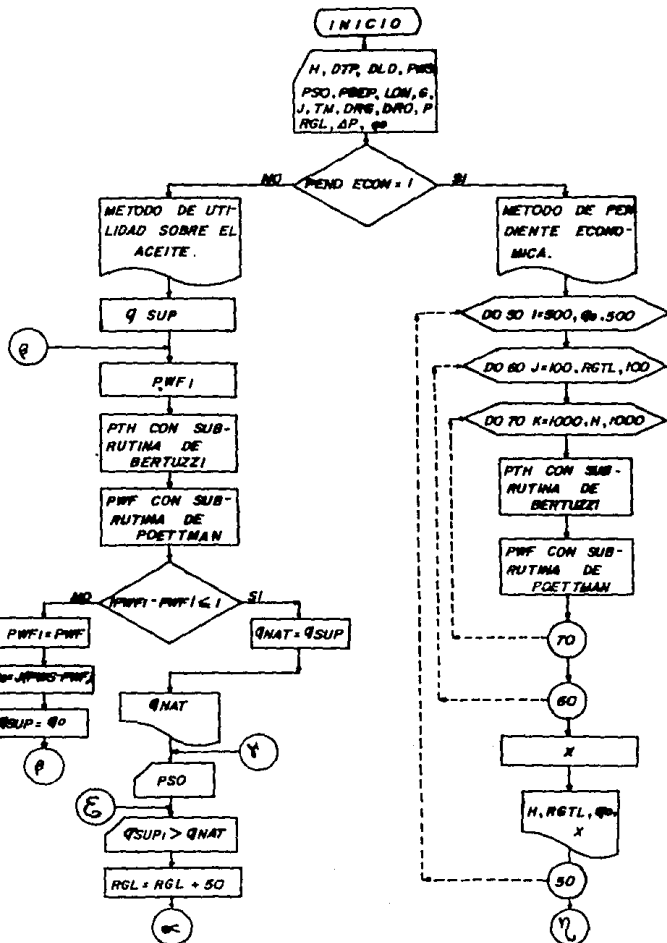 INICIO
H, DTP, DLD, PWS
PSO, PBEP, LOM, G,
J, TM, DRG, DRO, P
RGL, ΔP, qo
PEND ECON = 1
NO
SI
METODO DE UTI-
LIDAD SOBRE EL
ACEITE.
q SUP
β
PWF1
PTH CON SUB-
RUTINA DE
BERTUZZI
PWF CON SUB-
RUTINA DE
POETTMAN
|PWF1 - PWF| ≤ 1
NO
SI
PWF1 = PWF
=J(PWS-PWF)
qSUP = qo
β
qNAT = qSUP
qNAT
γ
PSO
ε
qSUP1 > qNAT
RGL = RGL + 50
∝
METODO DE PEN
DIENTE ECONO-
MICA.
DO 50 I=500, qo, 500
DO 60 J=100, RGTL, 100
DO 70 K=1000, H, 1000
PTH CON SUB-
RUTINA DE
BERTUZZI
PWF CON SUB-
RUTINA DE
POETTMAN
70
60
X
H, RGTL, qo,
X
50
η